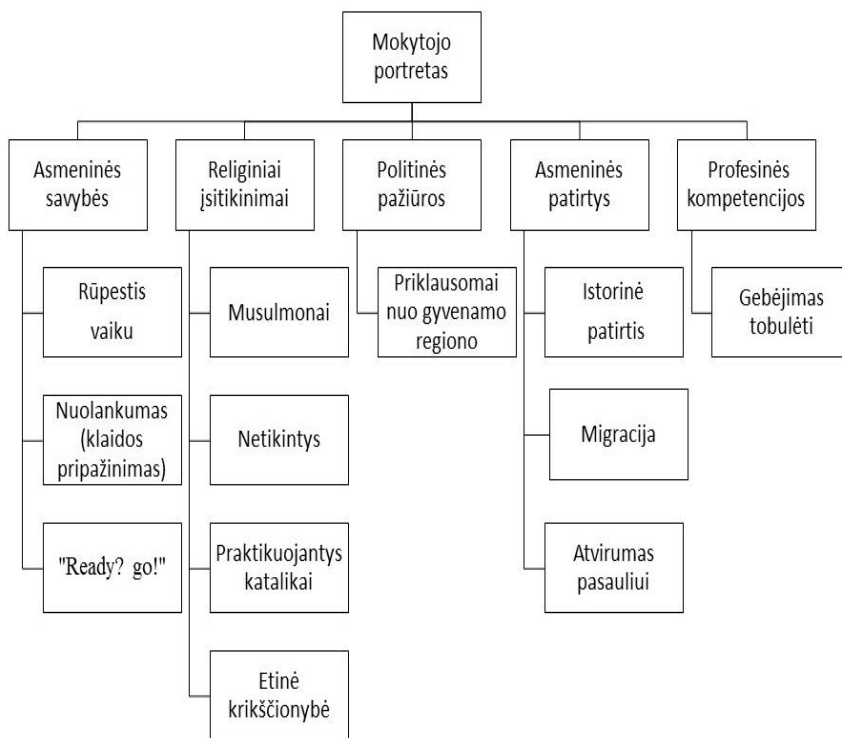 Mokytojo
portretas
Asmeninės
savybės
Religiniai
įsitikinimai
Politinės
pažiūros
Asmeninės
patirtys
Profesinės
kompetencijos
Rūpestis
vaiku
Nuolankumas
(klaidos
pripažinimas)
"Ready? go!"
Musulmonai
Netikintys
Praktikuojantys
katalikai
Etinė
krikščionybė
Priklausomai
nuo gyvenamo
regiono
Istorinė
patirtis
Migracija
Atvirumas
pasauliui
Gebėjimas
tobulėti